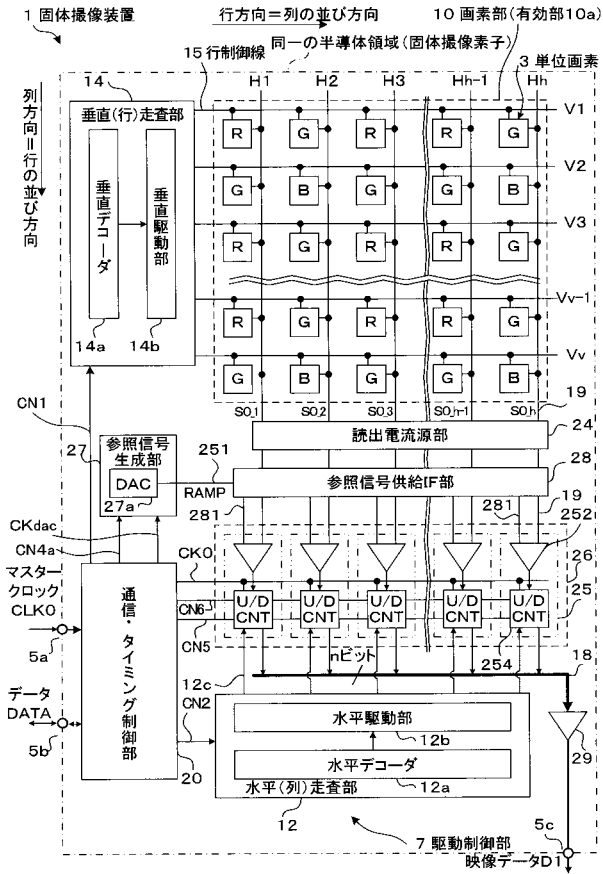 1 固体撮像装置
行方向＝列の並び方向
10 画素部(有効部10a)
同一の半導体領域(固体撮像素子)
15 行制御線
3 単位画素
14
H1 H2 H3 Hh-1 Hh
列方向＝行の並び方向
垂直(行)走査部
垂直デコーダ
垂直駆動部
14a 14b
R G R R G V1
G B G G B V2
R G R R G V3
R G R R G Vv-1
G B G G B Vv
SO_1 SO_2 SO_3 SO_h-1 SO_h
19
CN1
読出電流源部
24
27
参照信号
生成部
DAC
27a
251
RAMP
参照信号供給IF部
28
281 281 19
252
CKdac
CN4a
CK0
26
マスター
クロック
CLK0
5a
通信・タイミング制御部
CN6
CN5
U/D CNT U/D CNT U/D CNT U/D CNT U/D CNT
25
254
nビット
12c
18
データ
DATA
5b
CN2
水平駆動部
12b
水平デコーダ
12a
水平(列)走査部
20
12
29
7 駆動制御部
5c
映像データD1